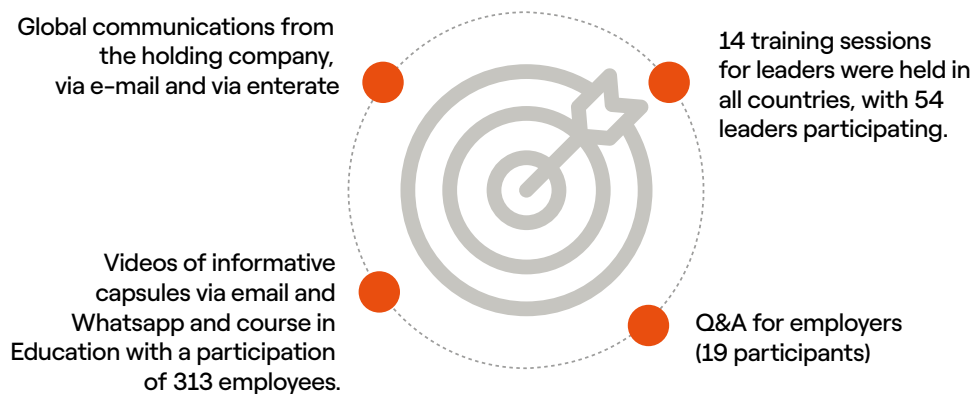 Global communications from
the holding company,
via e-mail and via enterate
14 training sessions
for leaders were held in
all countries, with 54
leaders participating.
Videos of informative
capsules via email and
Whatsapp and course in
Education with a participation
of 313 employees.
Q&A for employers
(19 participants)